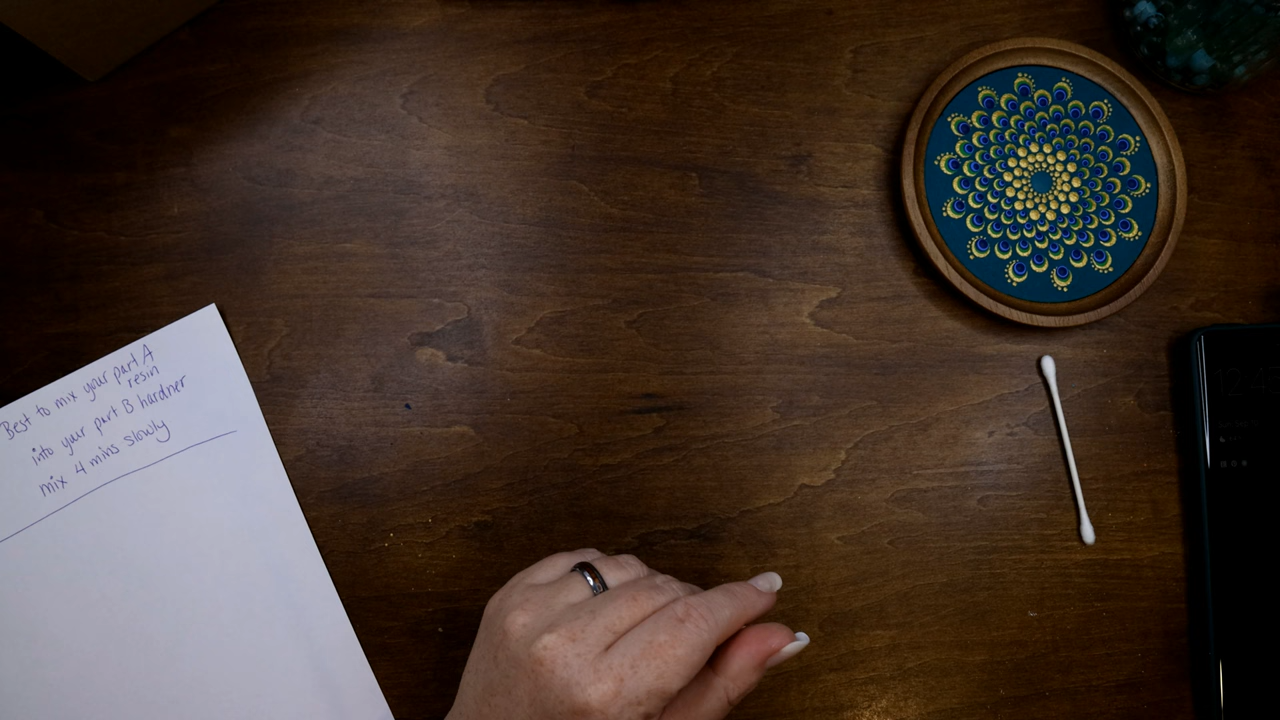 Best to mix your part A
resin
into your part B hardner
mix 4 mins slowly